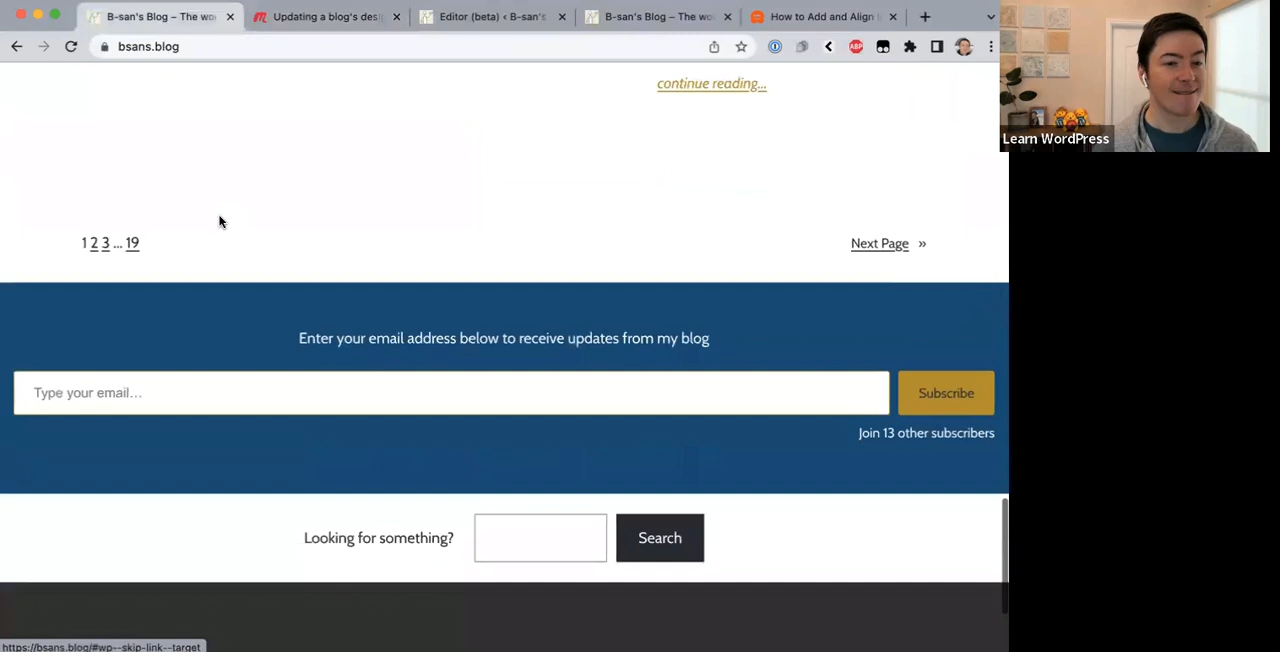 B-san's Blog – The wo
Updating a blog's desi
Editor (beta) ‹ B-san's
B-san's Blog – The wo
How to Add and Align
bsans.blog
ABP
Learn WordPress
continue reading...
1 2 3 ... 19
Next Page »
Enter your email address below to receive updates from my blog
Type your email...
Subscribe
Join 13 other subscribers
Looking for something?
Search
https://bsans.blog/#wp--skip-link--target